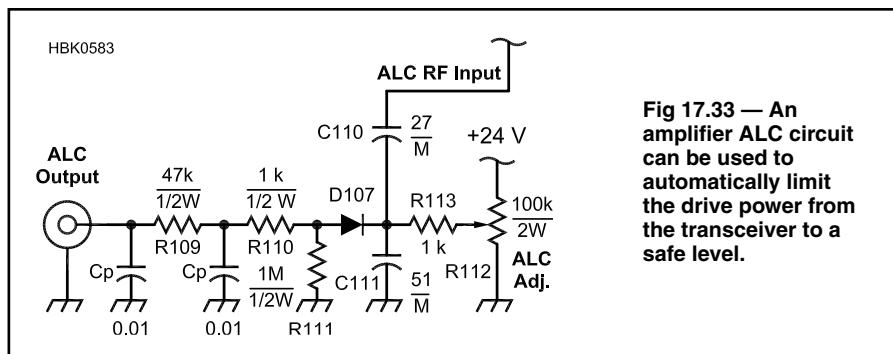 HBK0583
ALC RF Input
C110
27
M
+24 V
ALC
Output
47k
1/2W
1 k
1/2 W
D107
R113
100k
2W
R109
R110
1 k
R112
ALC
Adj.
Cp
Cp
1M
1/2W
C111
51
M
0.01
0.01
R111
Fig 17.33 — An
amplifier ALC circuit
can be used to
automatically limit
the drive power from
the transceiver to a
safe level.